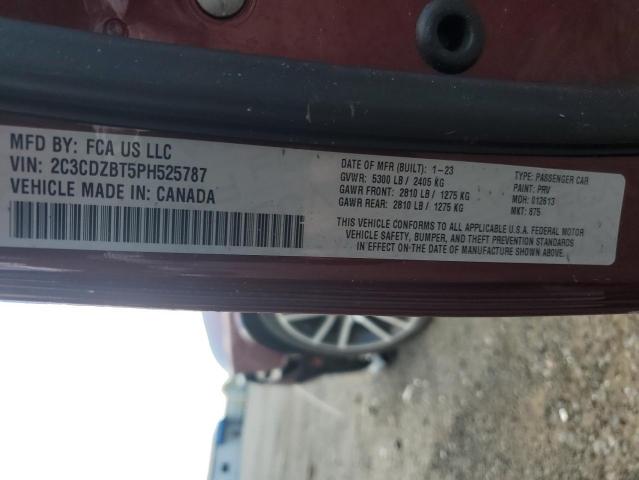 MFD BY: FCA US LLC
VIN: 2C3CDZBT5PH525787
VEHICLE MADE IN: CANADA
DATE OF MFR (BUILT): 1-23
GVWR: 5300 LB / 2405 KG
GAWR FRONT: 2810 LB / 1275 KG
GAWR REAR: 2810 LB / 1275 KG
TYPE: PASSENGER CAR
PAINT: PRV
MDH: 012613
MKT: 875
THIS VEHICLE CONFORMS TO ALL APPLICABLE U.S.A. FEDERAL MOTOR
VEHICLE SAFETY, BUMPER, AND THEFT PREVENTION STANDARDS
IN EFFECT ON THE DATE OF MANUFACTURE SHOWN ABOVE.